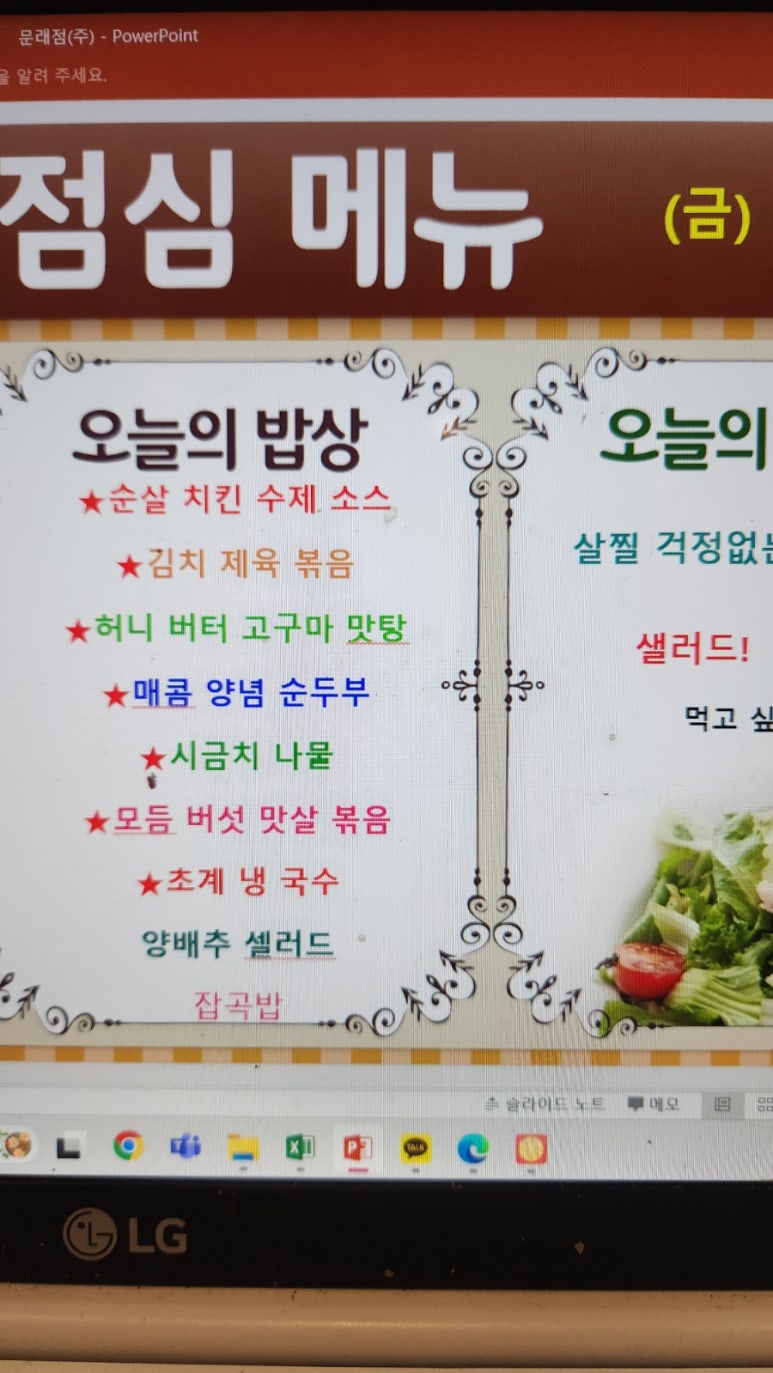 문래점(주) - PowerPoint
을 알려 주세요.
점심 메뉴
(금)
오늘의 밥상
★순살 치킨 수제 소스
★김치 제육 볶음
★허니 버터 고구마 맛탕
★매콤 양념 순두부
★시금치 나물
★모듬 버섯 맛살 볶음
★초계 냉 국수
양배추 셀러드
잡곡밥
오늘의
살찔 걱정없는
샐러드!
먹고 싶
슬라이드 노트
메모
TALK
LG